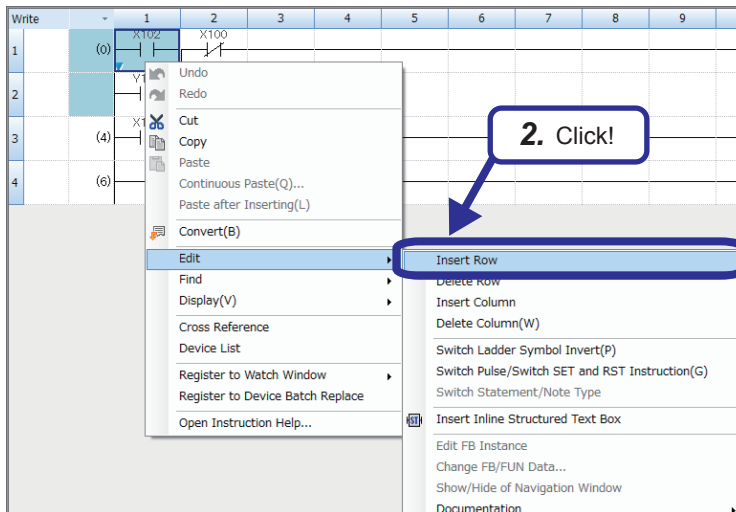 Write 1 2 3 4 5 6 7 8 9
X102 X100
1 (0)
Y1
2
X1
3 (4)
4 (6)
Undo
Redo
Cut
Copy
Paste
Continuous Paste(Q)...
Paste after Inserting(L)
Convert(B)
Edit
Find
Display(V)
Cross Reference
Device List
Register to Watch Window
Register to Device Batch Replace
Open Instruction Help...
2. Click!
Insert Row
Delete Row
Insert Column
Delete Column(W)
Switch Ladder Symbol Invert(P)
Switch Pulse/Switch SET and RST Instruction(G)
Switch Statement/Note Type
ST
Insert Inline Structured Text Box
Edit FB Instance
Change FB/FUN Data...
Show/Hide of Navigation Window
Documentation